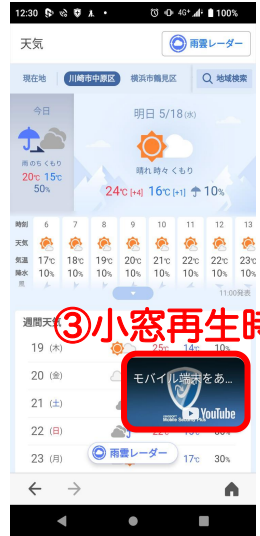 12:30 4G+ 100%
天気 雨雲レーダー
現在地 川崎市中原区 横浜市鶴見区 地域検索
今日 明日 5/18(水)
雨のちくもり 晴れ時々くもり
20℃ 15℃ 24℃ [+4] 16℃ [+1] 10%
50%
時刻 6 7 8 9 10 11 12 13
天気
気温 17℃ 18℃ 19℃ 20℃ 21℃ 22℃ 22℃ 23℃
降水 10% 10% 10% 10% 10% 10% 10% 10%
風
11:00発表
週間天
③小窓再生時
19 (木) 25℃ 14℃ 10%
20 (金) モバイル端末をあ...
21 (土)
YouTube
22 (日)
雨雲レーダー
23 (月) 17℃ 30%